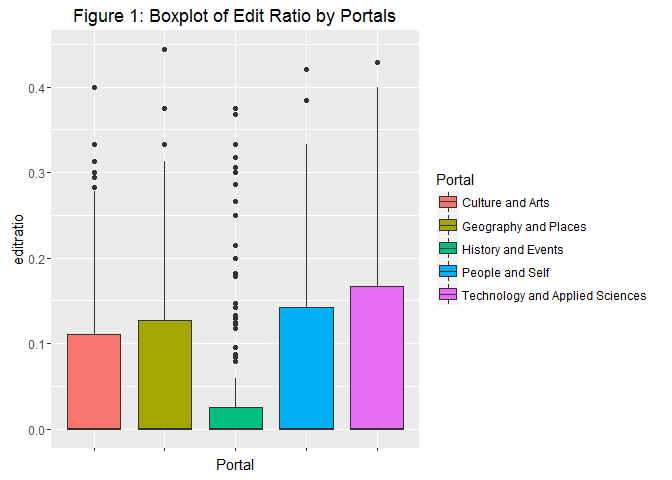 Figure 1: Boxplot of Edit Ratio by Portals
editratio
0.4
0.3
0.2
0.1
0.0
Portal
Portal
Culture and Arts
Geography and Places
History and Events
People and Self
Technology and Applied Sciences